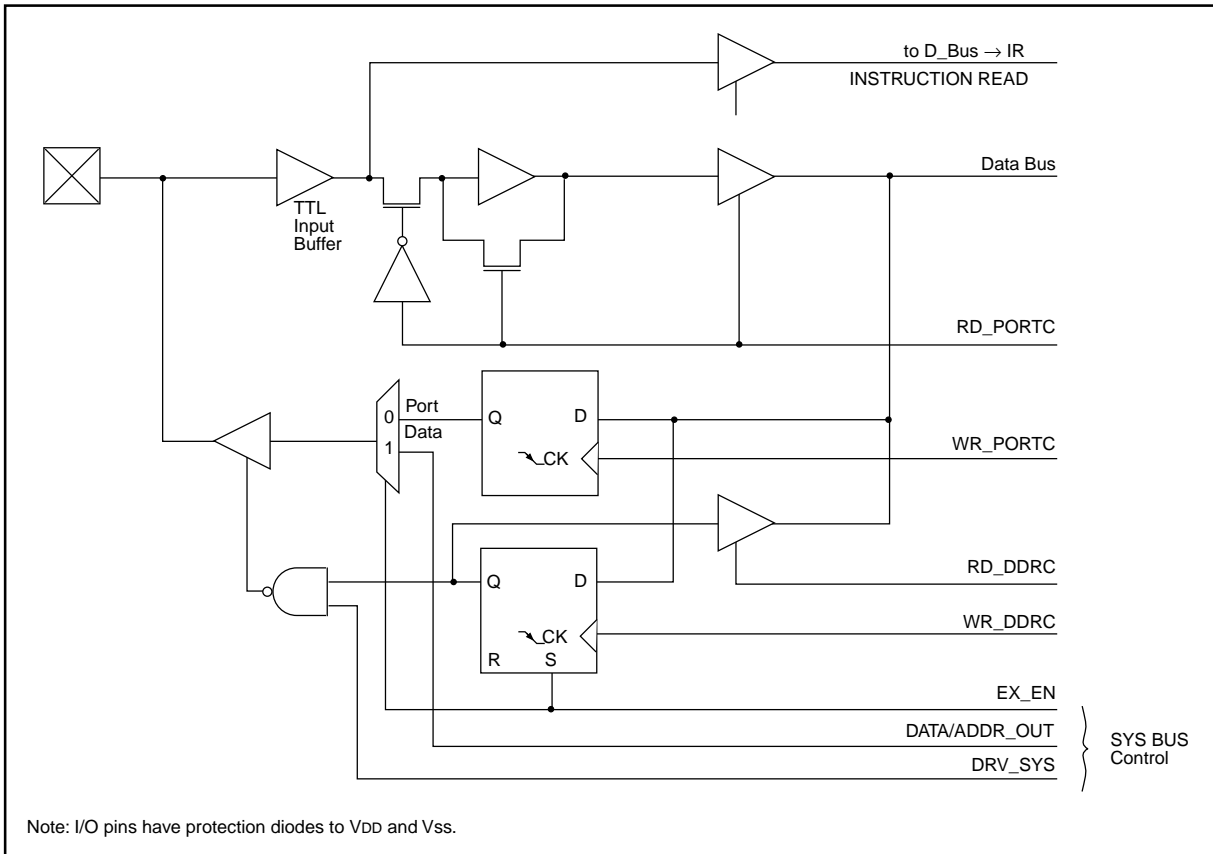 to D_Bus → IR
INSTRUCTION READ
Data Bus
TTL
Input
Buffer
RD_PORTC
0
Port
Q
D
Data
1
CK
WR_PORTC
RD_DDRC
Q
D
WR_DDRC
CK
R
S
EX_EN
DATA/ADDR_OUT
SYS BUS
Control
DRV_SYS
Note: I/O pins have protection diodes to VDD and Vss.